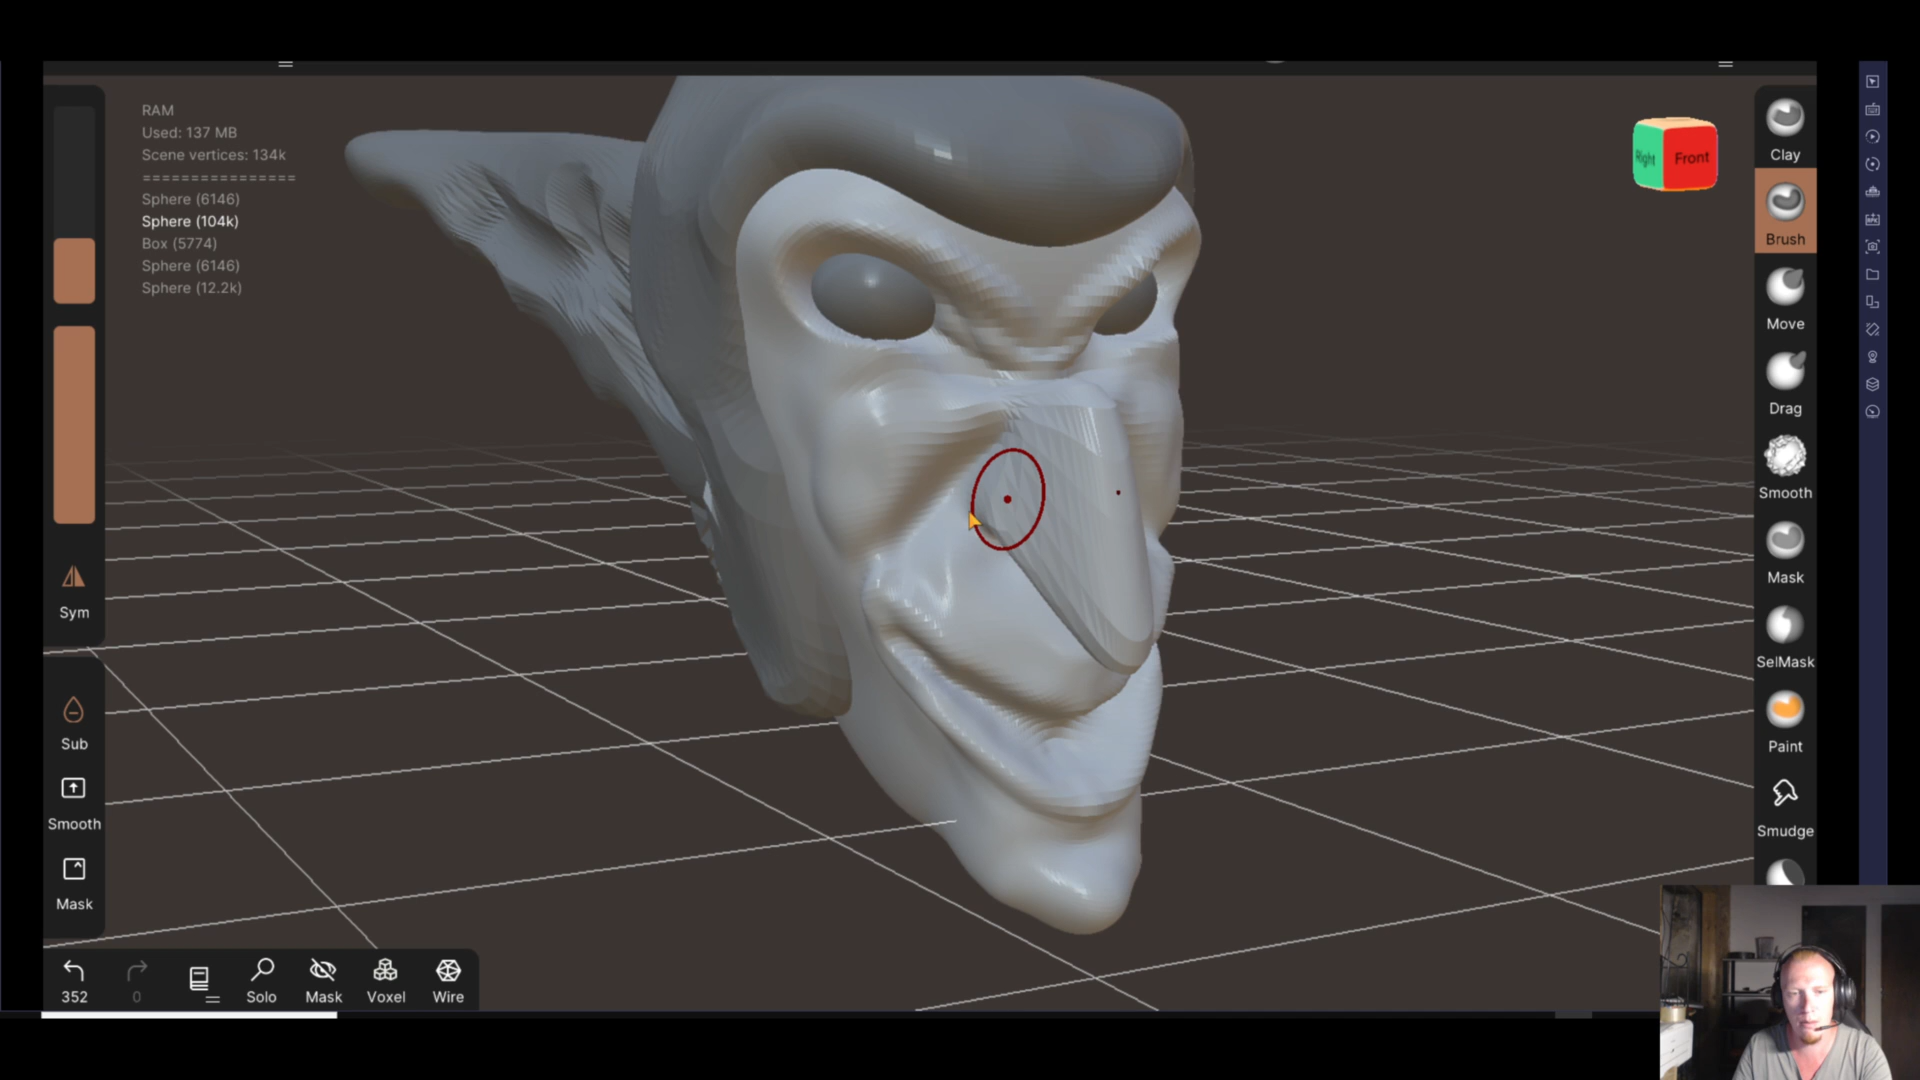 RAM
Used: 137 MB
Scene vertices: 134k
================
Sphere (6146)
Sphere (104k)
Box (5774)
Sphere (6146)
Sphere (12.2k)
Right
Front
Clay
Brush
Move
Drag
Smooth
Mask
SelMask
Paint
Smudge
Sym
Sub
Smooth
Mask
352
0
Solo
Mask
Voxel
Wire